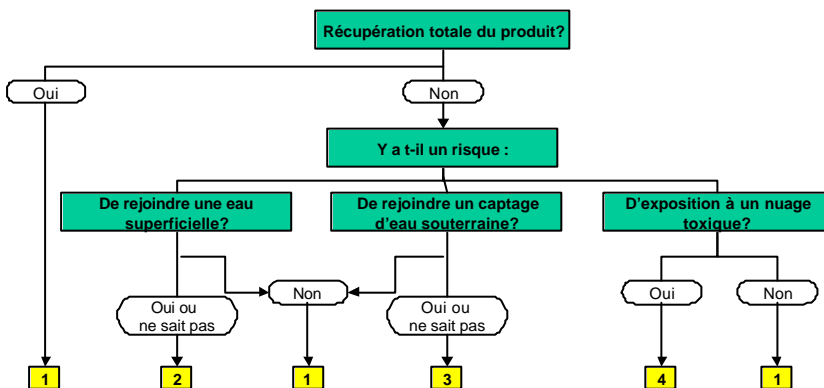 Récupération totale du produit?
Oui
Non
Y a t-il un risque :
De rejoindre une eau
superficielle?
De rejoindre un captage
d'eau souterraine?
D'exposition à un nuage
toxique?
Oui ou
ne sait pas
Non
Oui ou
ne sait pas
Oui
Non
1
2
1
3
4
1